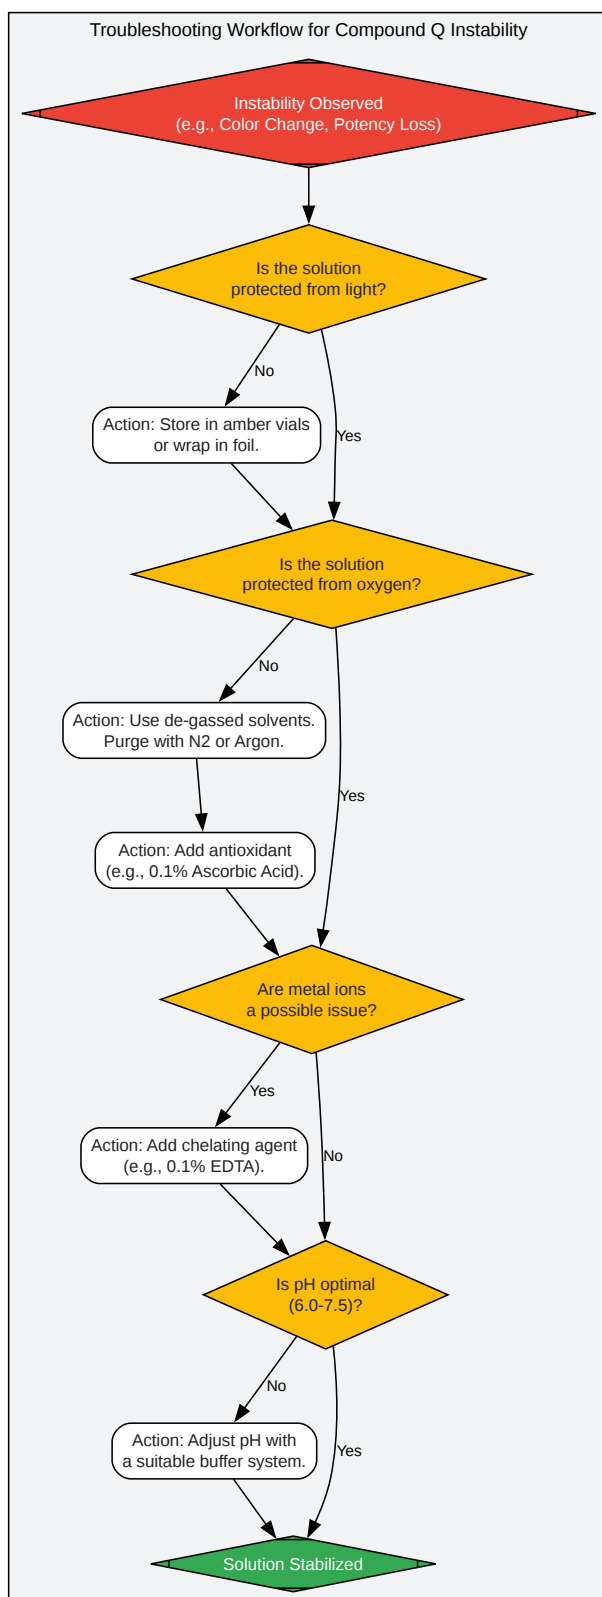 Troubleshooting Workflow for Compound Q Instability
Instability Observed
(e.g., Color Change, Potency Loss)
Is the solution
protected from light?
No
Yes
Action: Store in amber vials
or wrap in foil.
Is the solution
protected from oxygen?
No
Yes
Action: Use de-gassed solvents.
Purge with N2 or Argon.
Action: Add antioxidant
(e.g., 0.1% Ascorbic Acid).
Are metal ions
a possible issue?
Yes
No
Action: Add chelating agent
(e.g., 0.1% EDTA).
Is pH optimal
(6.0-7.5)?
No
Yes
Action: Adjust pH with
a suitable buffer system.
Solution Stabilized